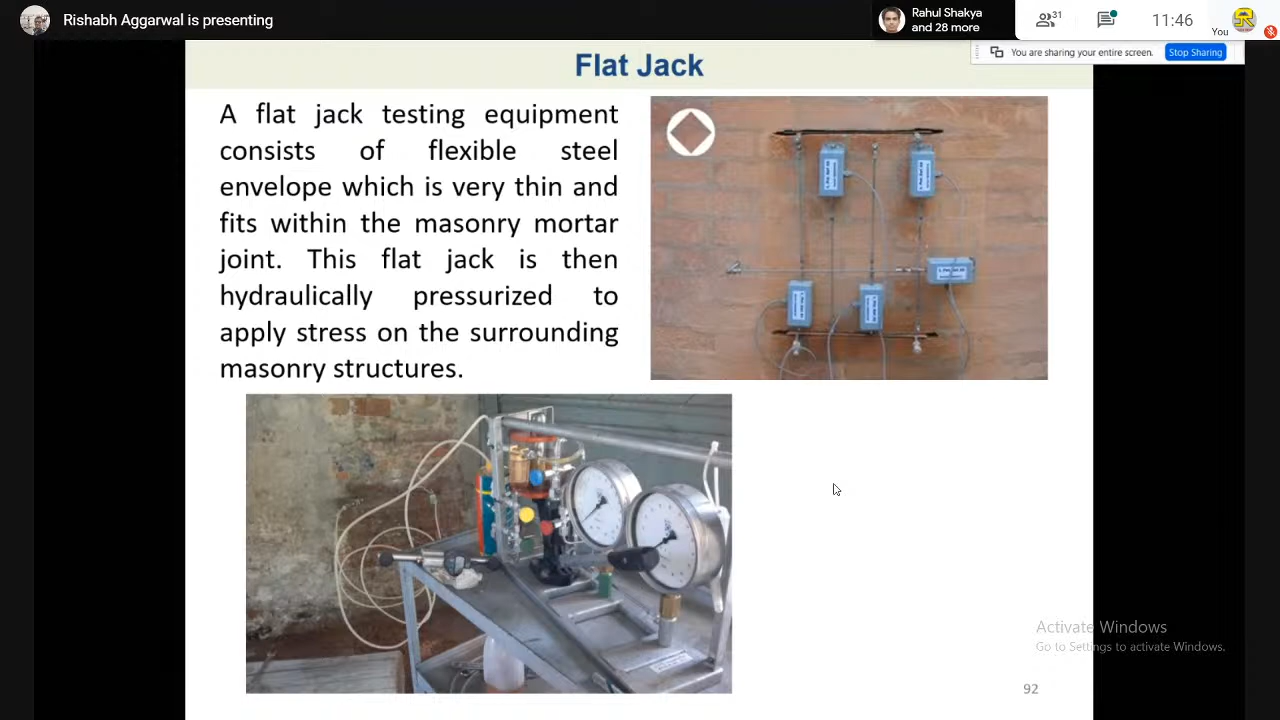 Rishabh Aggarwal is presenting
Rahul Shakya
and 28 more
31
11:46
You
You are sharing your entire screen.
Stop Sharing
Flat Jack
A flat jack testing equipment
consists of flexible steel
envelope which is very thin and
fits within the masonry mortar
joint. This flat jack is then
hydraulically pressurized to
apply stress on the surrounding
masonry structures.
Activate Windows
Go to Settings to activate Windows.
92